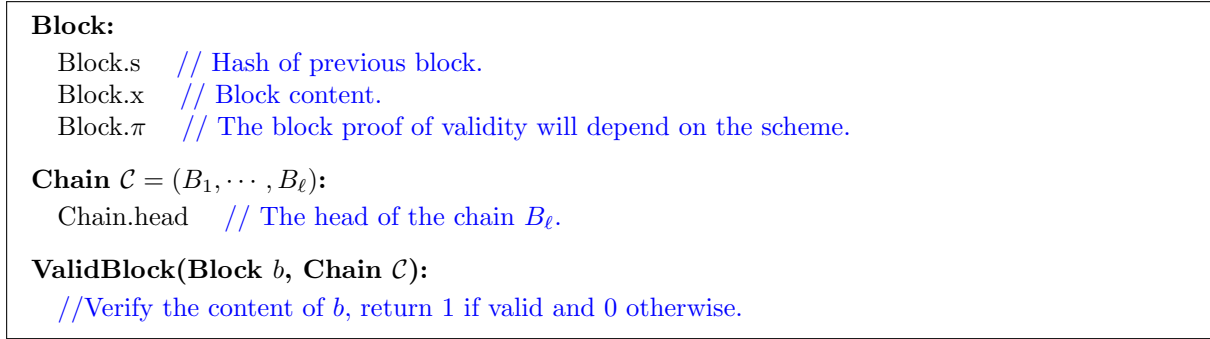 Block:
Block.s // Hash of previous block.
Block.x // Block content.
Block.π // The block proof of validity will depend on the scheme.
Chain 𝒞 = (B₁, ⋯ , B_ℓ):
Chain.head // The head of the chain B_ℓ.
ValidBlock(Block b, Chain 𝒞):
//Verify the content of b, return 1 if valid and 0 otherwise.